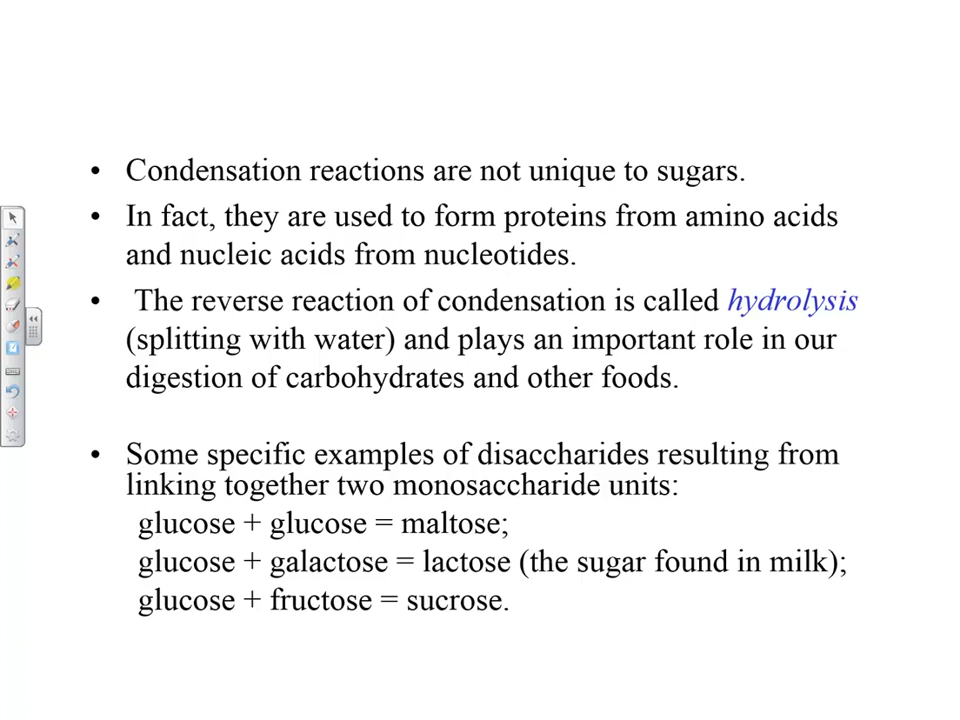 • Condensation reactions are not unique to sugars.
• In fact, they are used to form proteins from amino acids
and nucleic acids from nucleotides.
• The reverse reaction of condensation is called hydrolysis
(splitting with water) and plays an important role in our
digestion of carbohydrates and other foods.
• Some specific examples of disaccharides resulting from
linking together two monosaccharide units:
glucose + glucose = maltose;
glucose + galactose = lactose (the sugar found in milk);
glucose + fructose = sucrose.